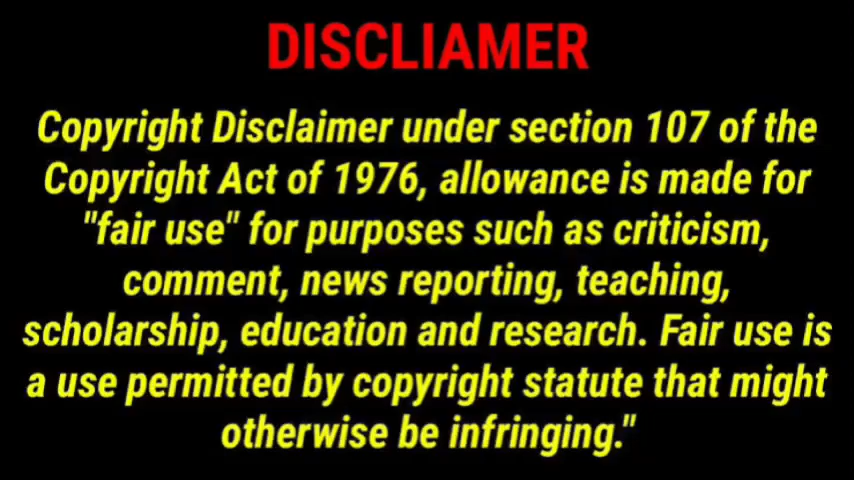 DISCLIAMER
Copyright Disclaimer under section 107 of the
Copyright Act of 1976, allowance is made for
"fair use" for purposes such as criticism,
comment, news reporting, teaching,
scholarship, education and research. Fair use is
a use permitted by copyright statute that might
otherwise be infringing."